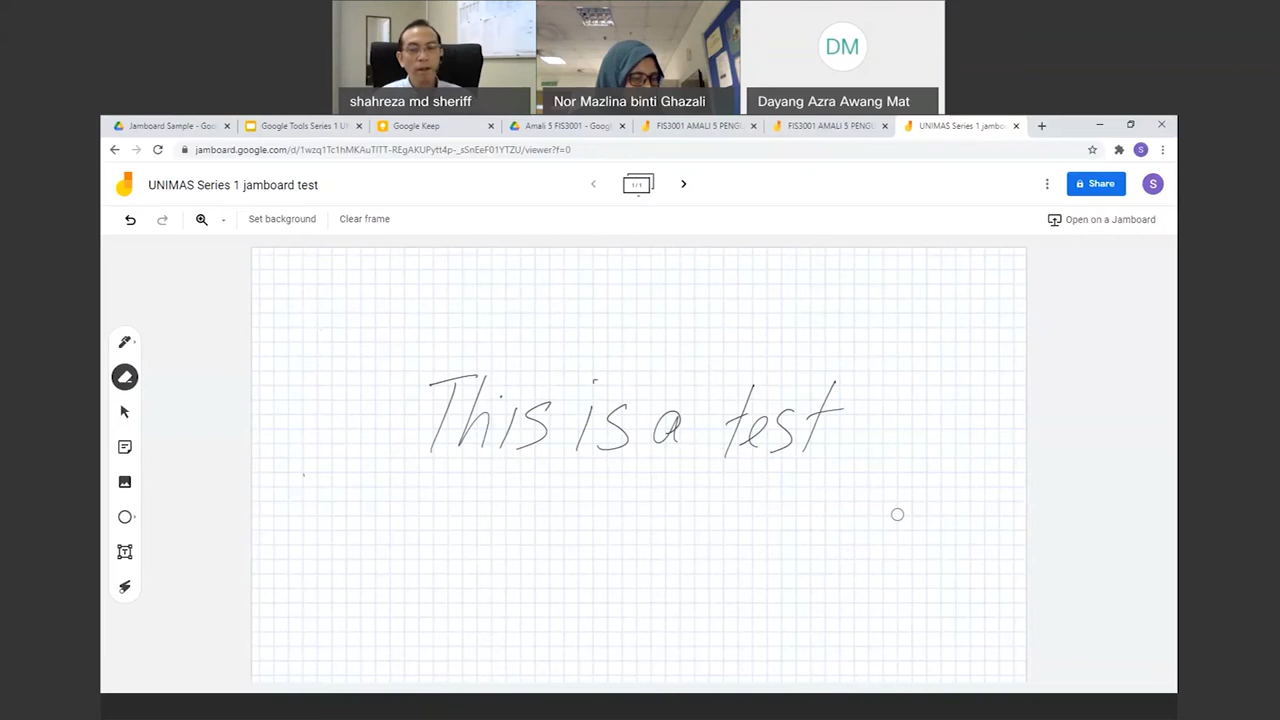 DM
shahreza md sheriff
Nor Mazlina binti Ghazali
Dayang Azra Awang Mat
Jamboard Sample - Goo
Google Tools Series 1 U
Google Keep
Amali 5 FIS3001 - Googl
FIS3001 AMALI 5 PENGU
FIS3001 AMALI 5 PENGU
UNIMAS Series 1 jambo
jamboard.google.com/d/1wzq1Tc1hMKAuTITT-REgAKUPytt4p-_sSnEeF01YTZU/viewer?f=0
S
UNIMAS Series 1 jamboard test
1/1
Share
S
Set background
Clear frame
Open on a Jamboard
This is a test